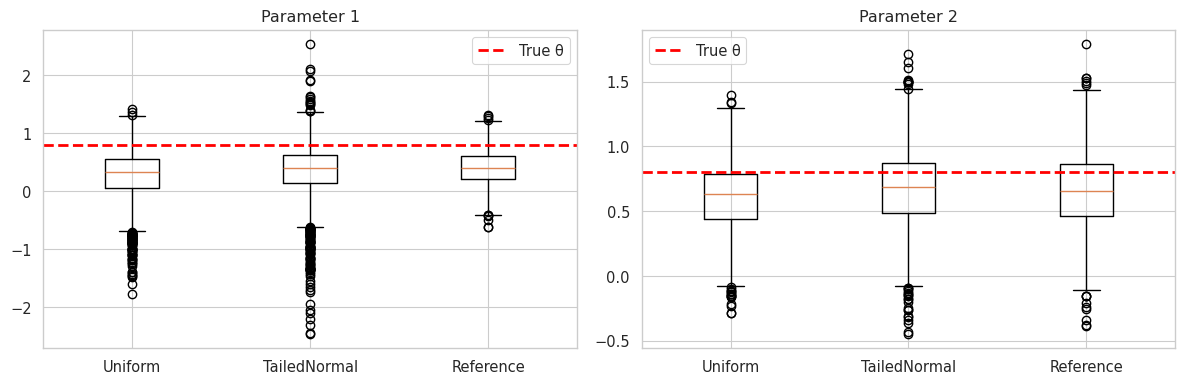 Parameter 1
True θ
2
1
0
−1
−2
Uniform
TailedNormal
Reference
Parameter 2
True θ
1.5
1.0
0.5
0.0
−0.5
Uniform
TailedNormal
Reference